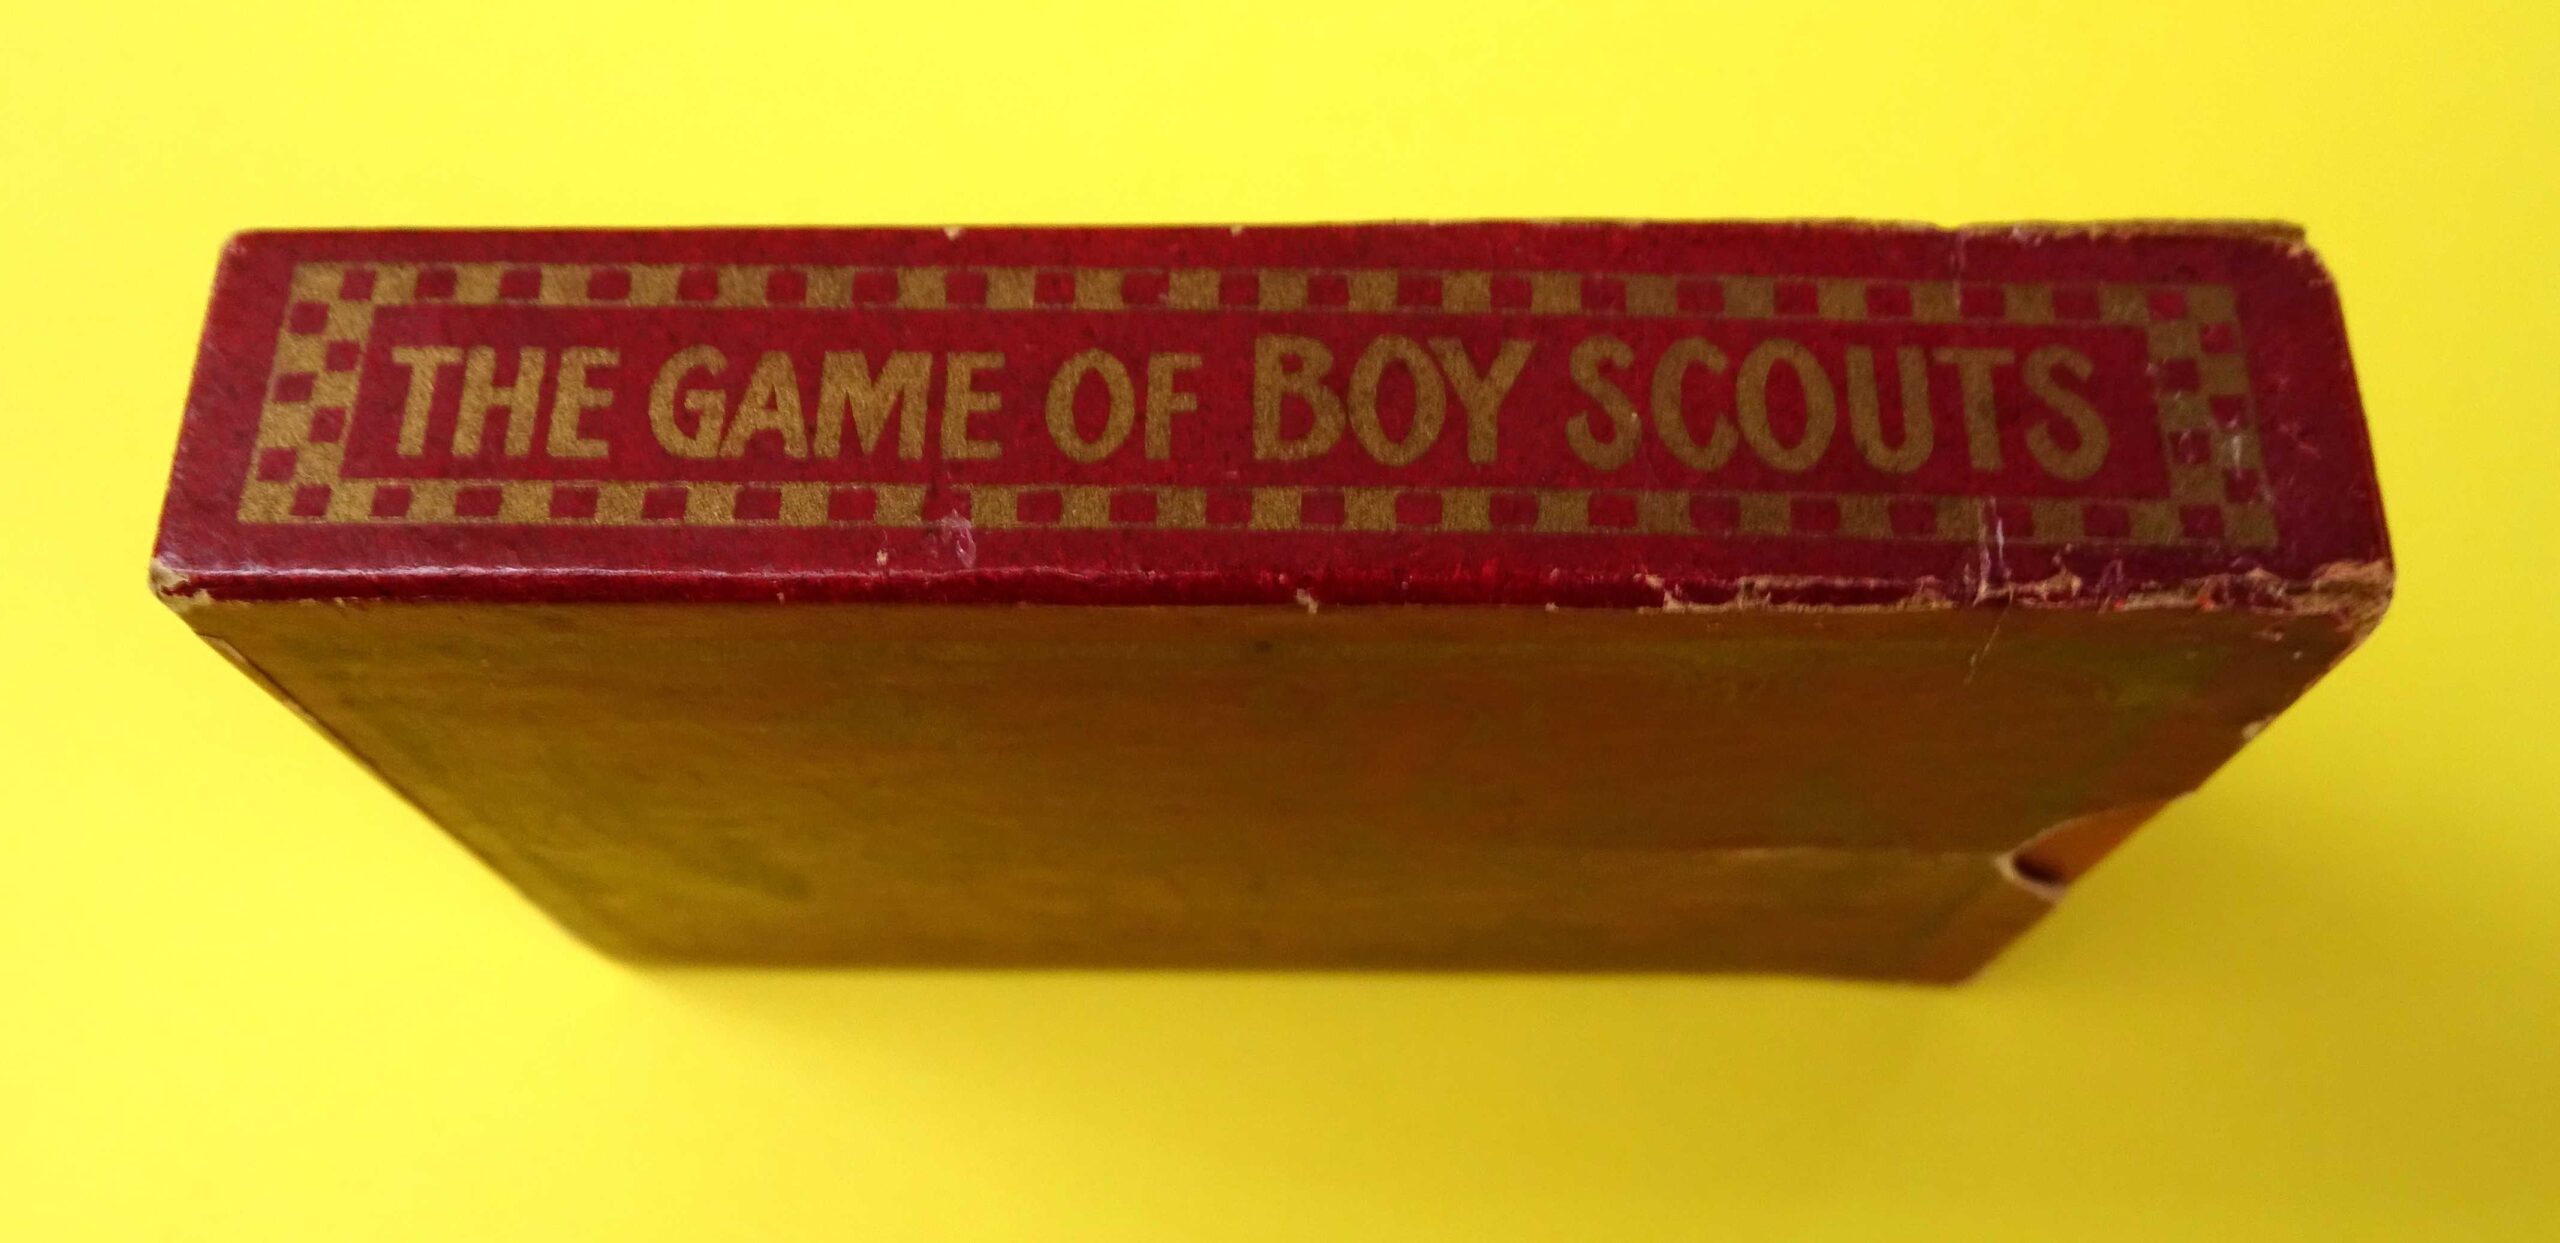 THE GAME OF BOY SCOUTS